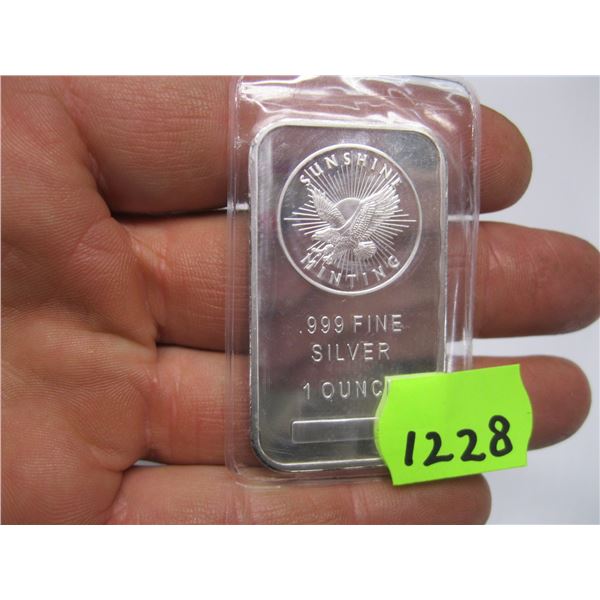 SUNSHINE
MINTING
.999 FINE
SILVER
1 OUNC
1228